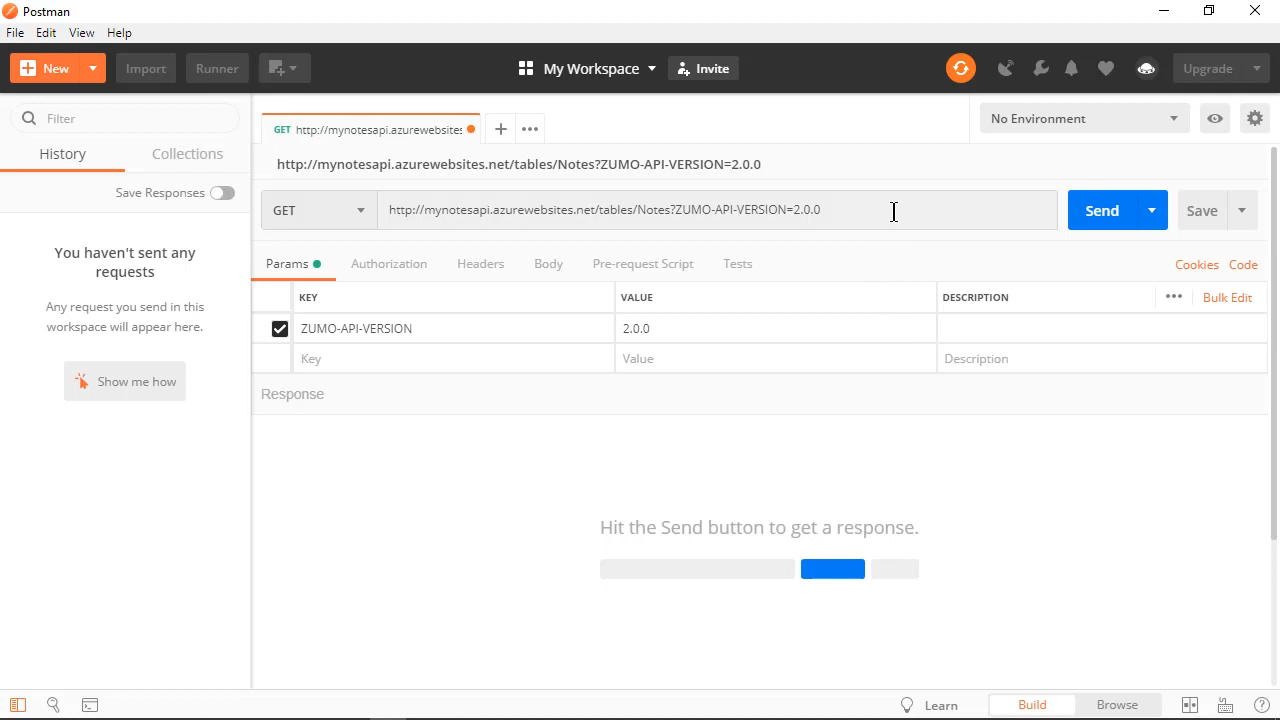 Postman
File Edit View Help
New Import Runner My Workspace Invite Upgrade
Filter
History Collections
Save Responses
You haven't sent any
requests
Any request you send in this
workspace will appear here.
Show me how
GET http://mynotesapi.azurewebsites
No Environment
http://mynotesapi.azurewebsites.net/tables/Notes?ZUMO-API-VERSION=2.0.0
GET http://mynotesapi.azurewebsites.net/tables/Notes?ZUMO-API-VERSION=2.0.0 Send Save
Params Authorization Headers Body Pre-request Script Tests Cookies Code
KEY VALUE DESCRIPTION Bulk Edit
ZUMO-API-VERSION 2.0.0
Key Value Description
Response
Hit the Send button to get a response.
Learn Build Browse